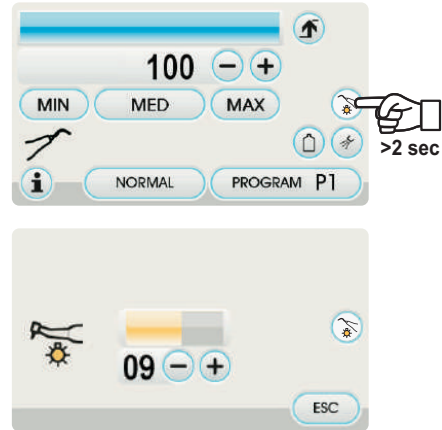 100 − +
MIN MED MAX
>2 sec
i NORMAL PROGRAM P1
09 − +
ESC